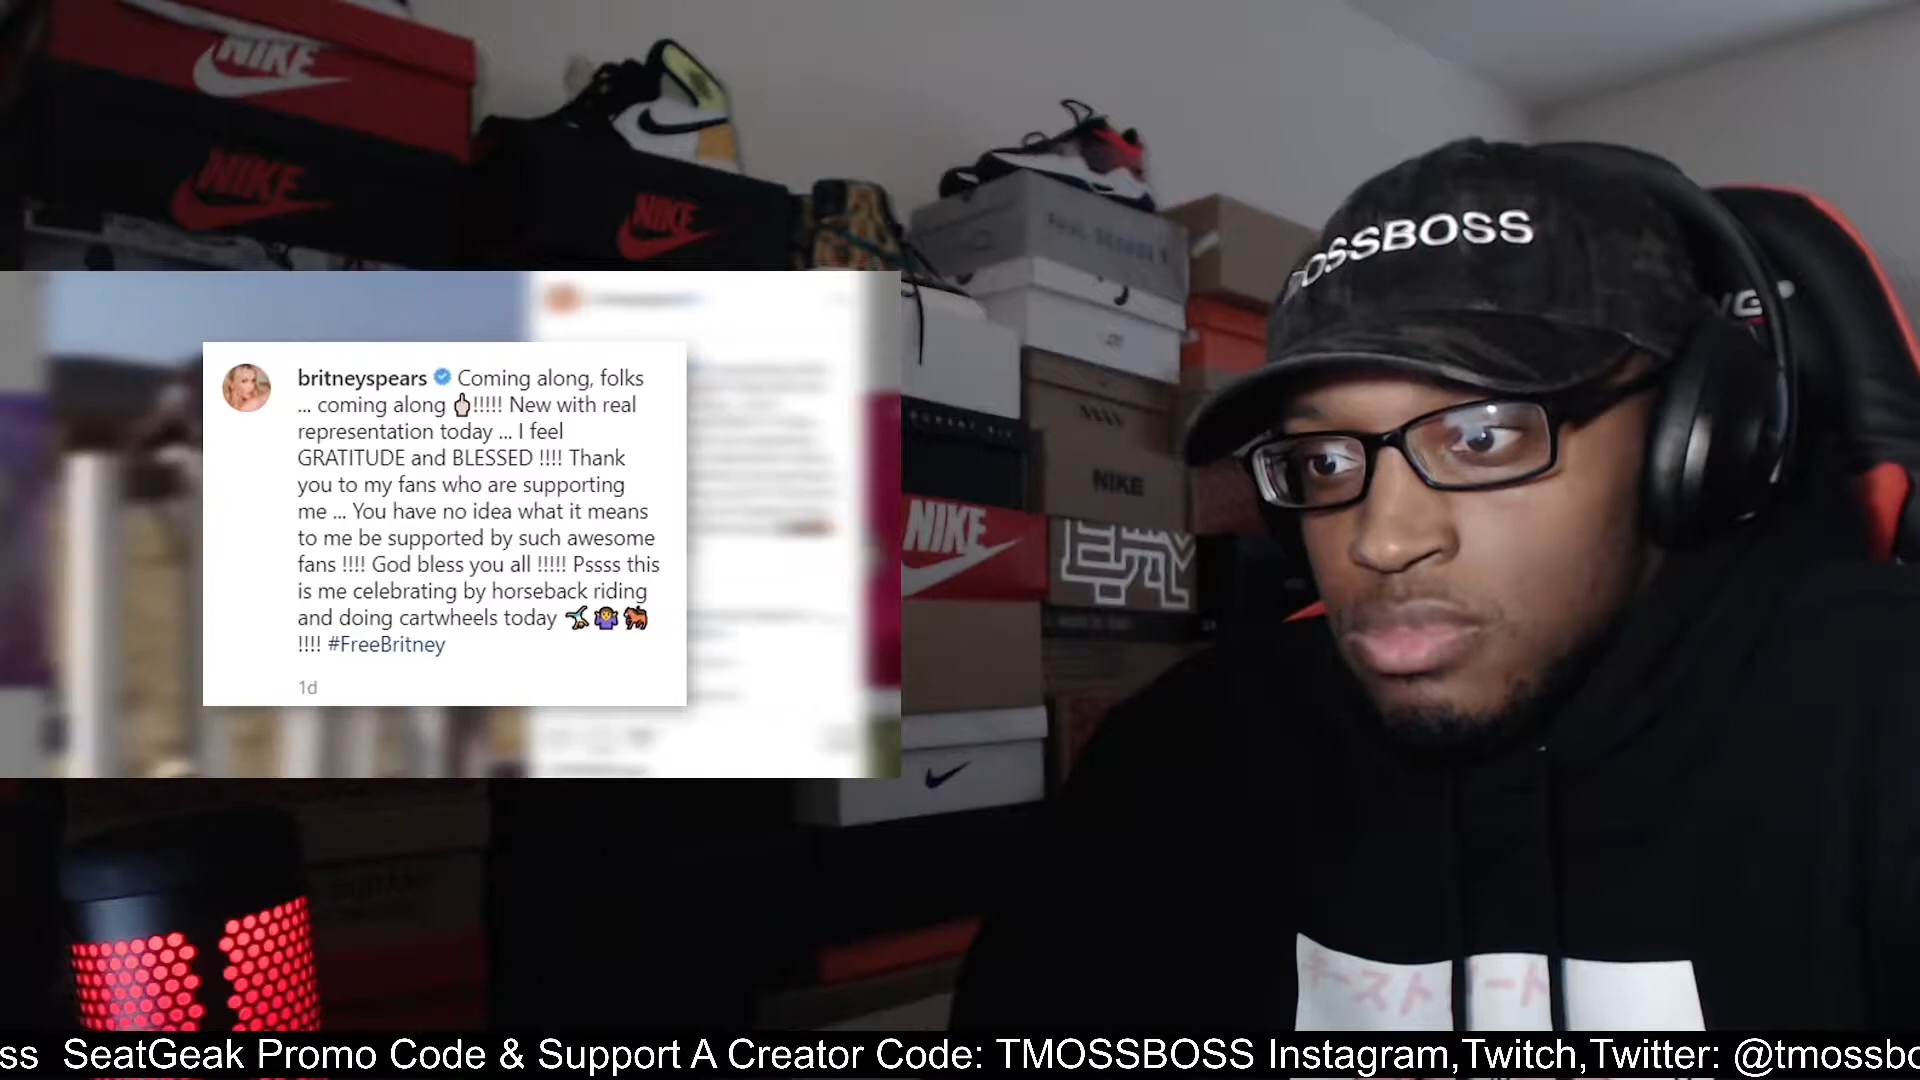 NIKE
NIKE
NIKE
britneyspears Coming along, folks
... coming along 🖕🏻!!!!! New with real
representation today ... I feel
GRATITUDE and BLESSED !!!! Thank
you to my fans who are supporting
me ... You have no idea what it means
to me be supported by such awesome
fans !!!! God bless you all !!!!! Pssss this
is me celebrating by horseback riding
and doing cartwheels today 🤸🤷‍♀️🐂
!!!! #FreeBritney
1d
MOSSBOSS
NIKE
NIKE
ss SeatGeak Promo Code & Support A Creator Code: TMOSSBOSS Instagram,Twitch,Twitter: @tmossbo